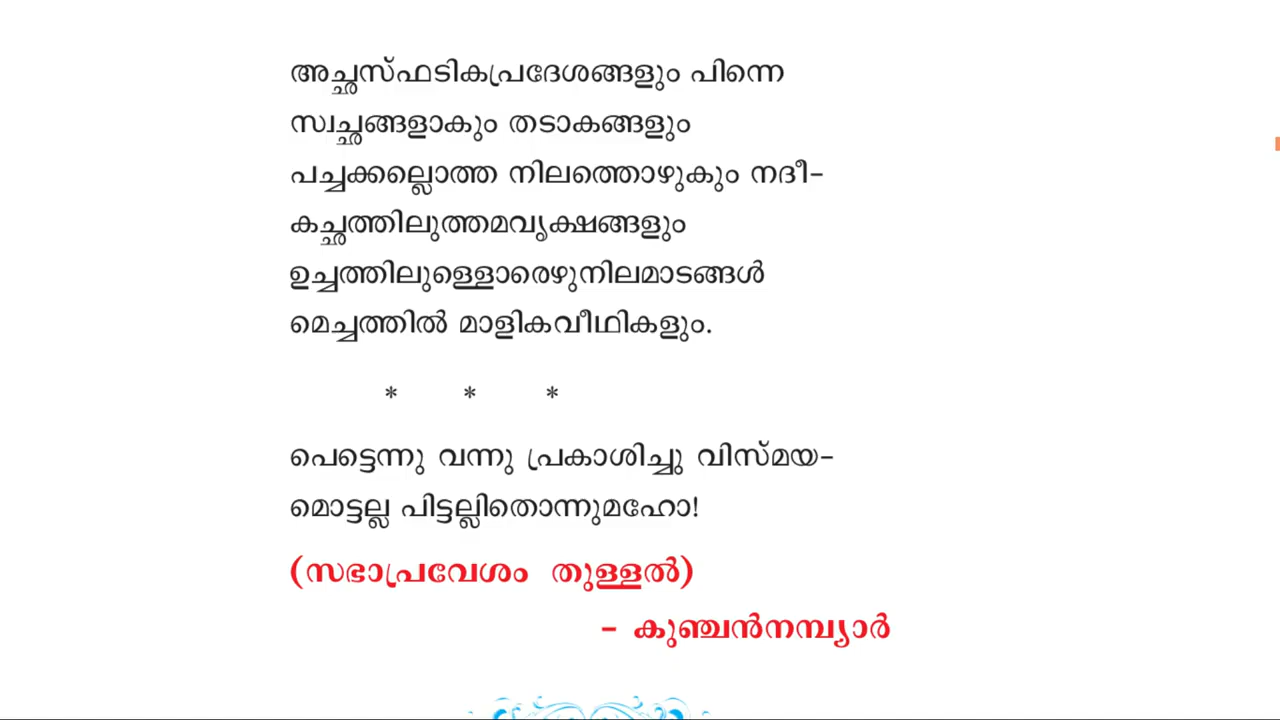 അച്ഛസ്ഫടികപ്രദേശങ്ങളും പിന്നെ
സ്വച്ഛങ്ങളാകും തടാകങ്ങളും
പച്ചക്കല്ലൊത്ത നിലത്തൊഴുകും നദീ-
കച്ഛത്തിലുത്തമവൃക്ഷങ്ങളും
ഉച്ചത്തിലുള്ളൊരെഴുനിലമാടങ്ങൾ
മെച്ചത്തിൽ മാളികവീഥികളും.
* * *
പെട്ടെന്നു വന്നു പ്രകാശിച്ചു വിസ്മയ-
മൊട്ടല്ല പിട്ടല്ലിതൊന്നുമഹോ!
(സഭാപ്രവേശം തുള്ളൽ)
- കുഞ്ചൻനമ്പ്യാർ